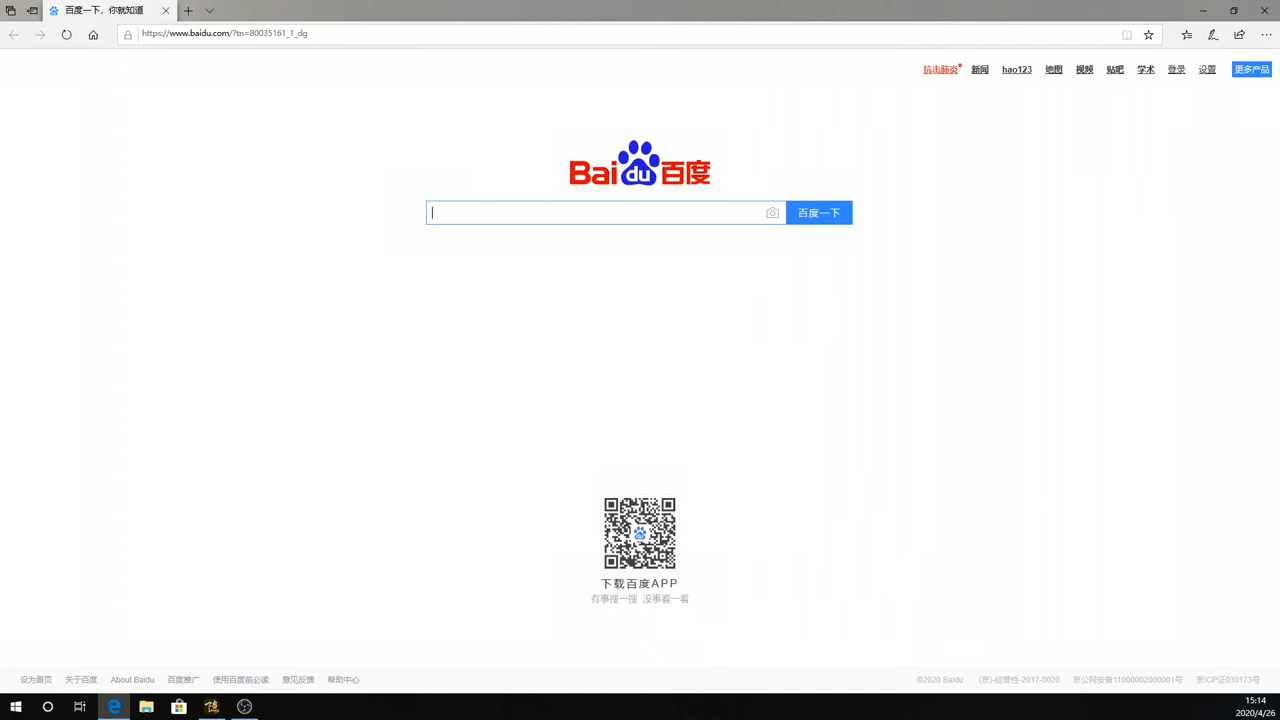 百度一下，你就知道
https://www.baidu.com/?tn=80035161_1_dg
抗击肺炎 新闻 hao123 地图 视频 贴吧 学术 登录 设置 更多产品
Bai du 百度
百度一下
下载百度APP
有事搜一搜 没事看一看
设为首页 关于百度 About Baidu 百度推广 使用百度前必读 意见反馈 帮助中心 ©2020 Baidu (京)-经营性-2017-0020 京公网安备11000002000001号 京ICP证030173号
15:14
2020/4/26